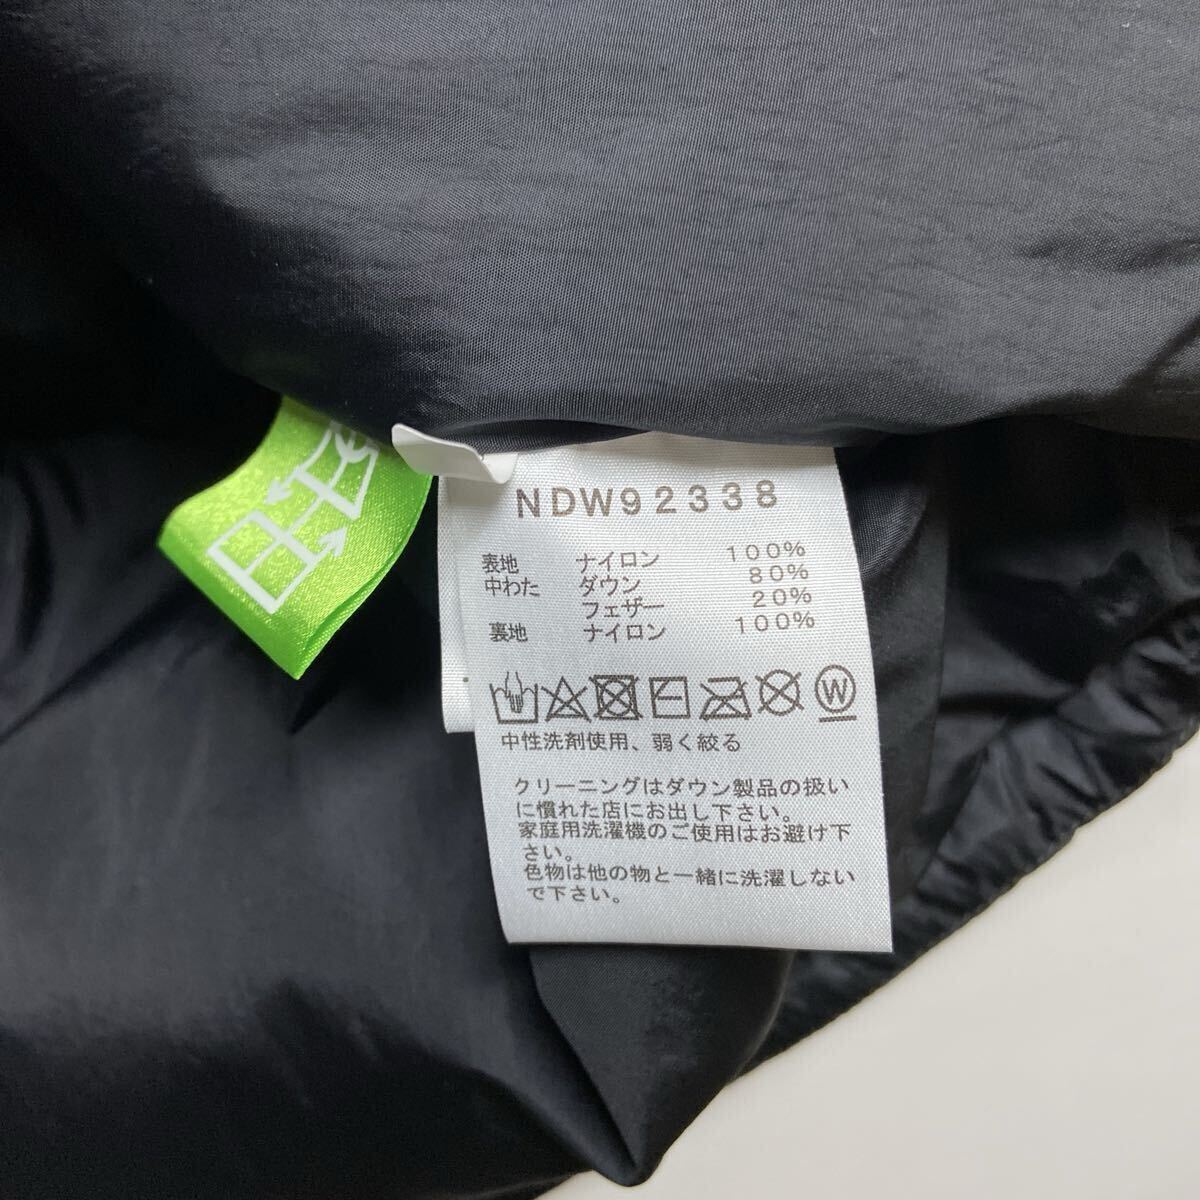 NDW92338
表地 ナイロン 100%
中わた ダウン 80%
フェザー 20%
裏地 ナイロン 100%
W
中性洗剤使用、弱く絞る
クリーニングはダウン製品の扱い
に慣れた店にお出し下さい。
家庭用洗濯機のご使用はお避け下
さい。
色物は他の物と一緒に洗濯しない
で下さい。